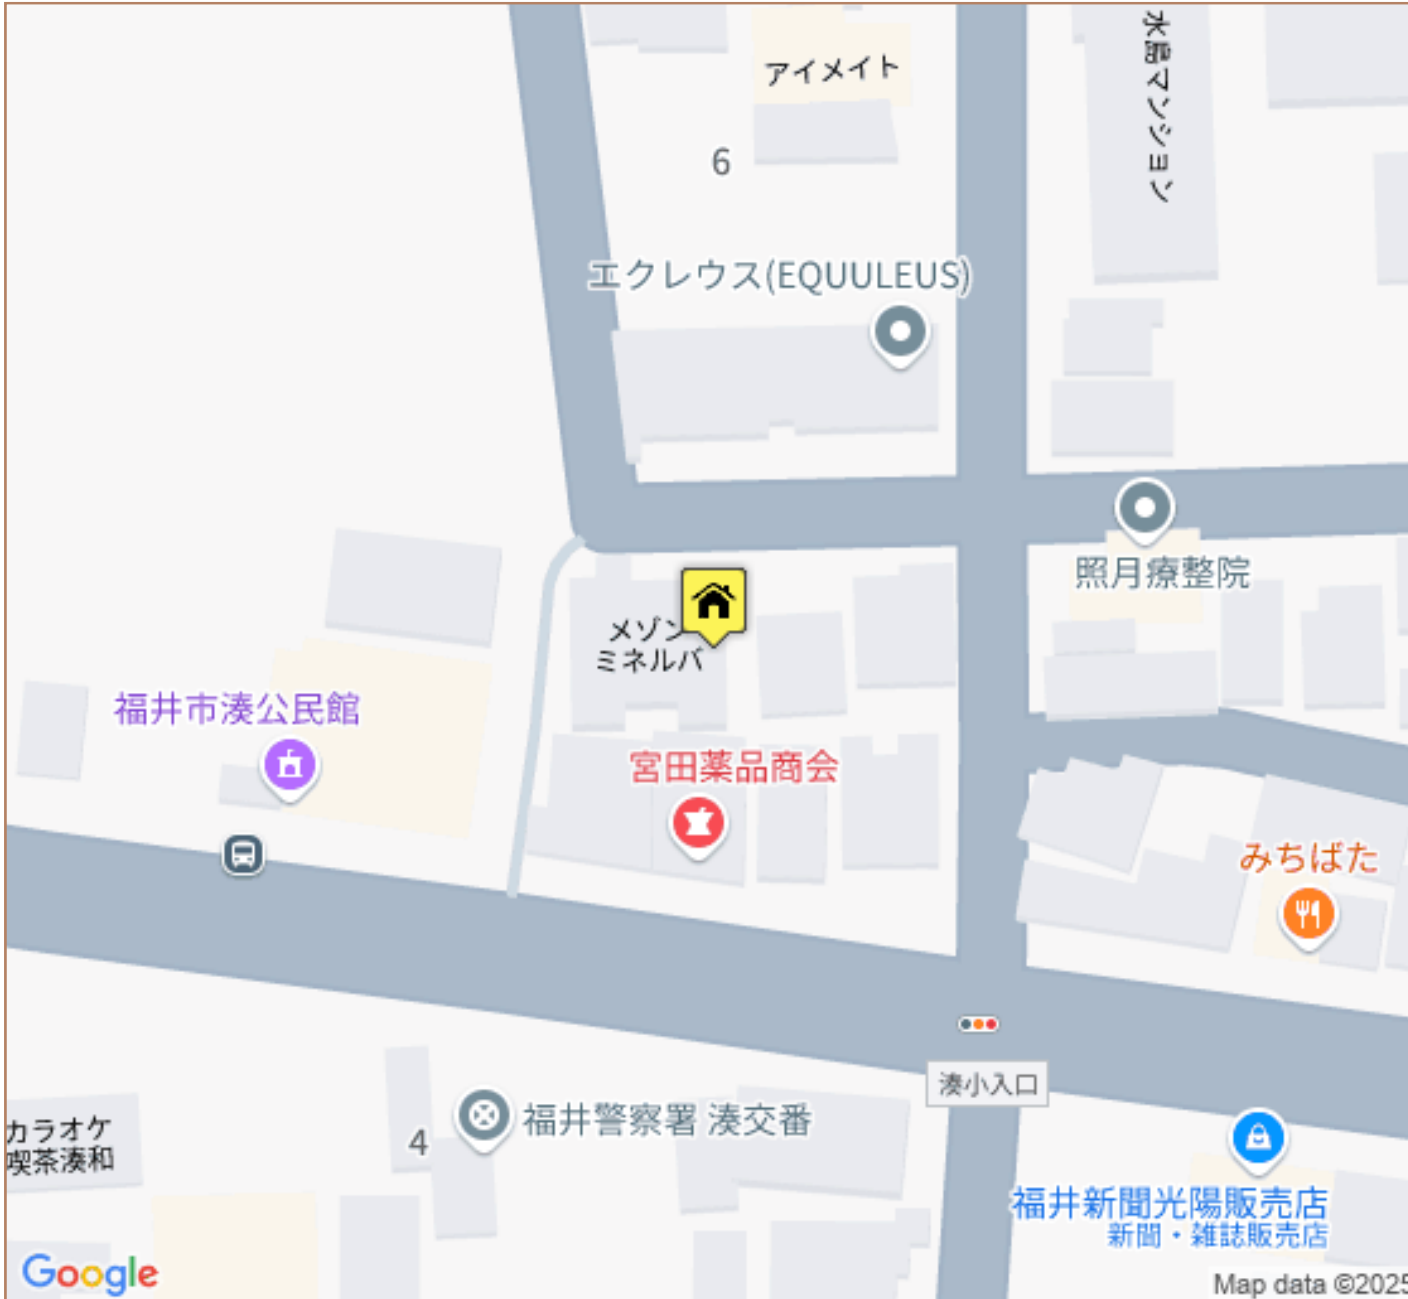 アイメイト
水島マンション
6
エクレウス(EQUULEUS)
照月療整院
メゾン
ミネルバ
福井市湊公民館
宮田薬品商会
みちばた
湊小入口
カラオケ
喫茶湊和
4
福井警察署 湊交番
福井新聞光陽販売店
新聞・雑誌販売店
Google
Map data ©2025